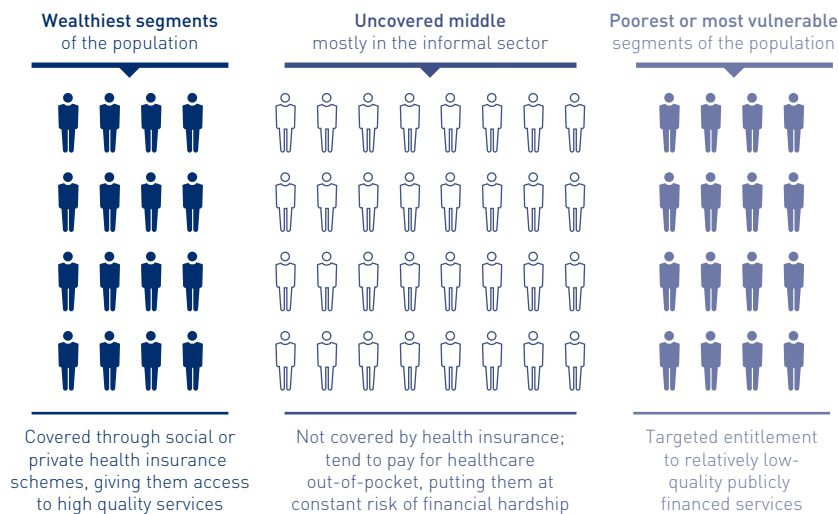 Wealthiest segments
of the population
Uncovered middle
mostly in the informal sector
Poorest or most vulnerable
segments of the population
Covered through social or
private health insurance
schemes, giving them access
to high quality services
Not covered by health insurance;
tend to pay for healthcare
out-of-pocket, putting them at
constant risk of financial hardship
Targeted entitlement
to relatively low-
quality publicly
financed services